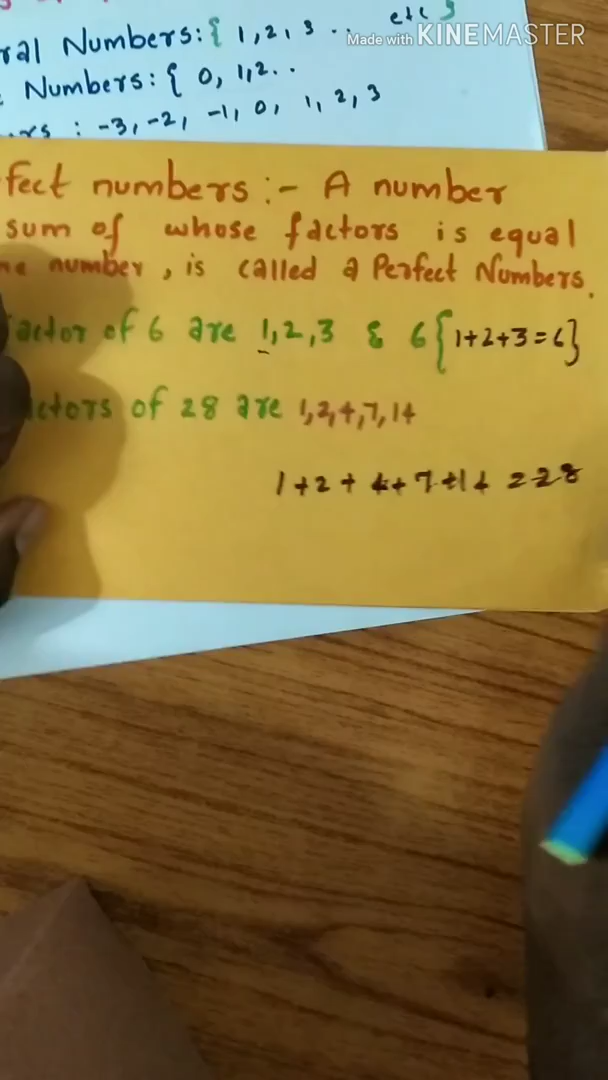 ral Numbers: { 1, 2, 3 .. etc }
Made with KINEMASTER
Numbers: { 0, 1, 2..
: -3, -2, -1, 0, 1, 2, 3
fect numbers :- A number
sum of whose factors is equal
number, is called a Perfect Numbers.
actor of 6 are 1, 2, 3 & 6 { 1+2+3=6 }
actors of 28 are 1, 2, 4, 7, 14
1+2+4+7+14 = 28